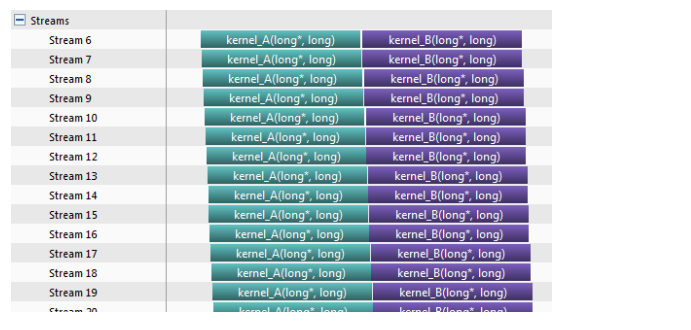 Streams
Stream 6 kernel_A(long*, long) kernel_B(long*, long)
Stream 7 kernel_A(long*, long) kernel_B(long*, long)
Stream 8 kernel_A(long*, long) kernel_B(long*, long)
Stream 9 kernel_A(long*, long) kernel_B(long*, long)
Stream 10 kernel_A(long*, long) kernel_B(long*, long)
Stream 11 kernel_A(long*, long) kernel_B(long*, long)
Stream 12 kernel_A(long*, long) kernel_B(long*, long)
Stream 13 kernel_A(long*, long) kernel_B(long*, long)
Stream 14 kernel_A(long*, long) kernel_B(long*, long)
Stream 15 kernel_A(long*, long) kernel_B(long*, long)
Stream 16 kernel_A(long*, long) kernel_B(long*, long)
Stream 17 kernel_A(long*, long) kernel_B(long*, long)
Stream 18 kernel_A(long*, long) kernel_B(long*, long)
Stream 19 kernel_A(long*, long) kernel_B(long*, long)
Stream 20 kernel_A(long*, long) kernel_B(long*, long)